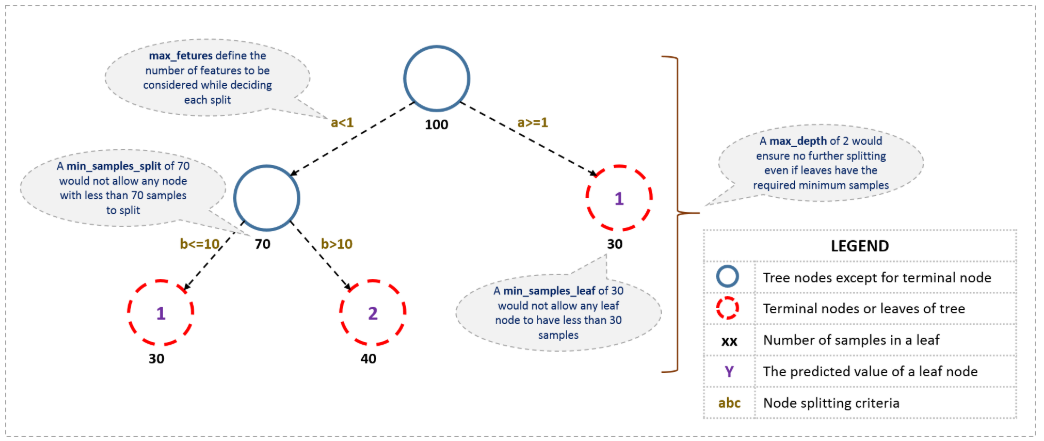 max_fetures define the
number of features to be
considered while deciding
each split
a<1
100
a>=1
A max_depth of 2 would
ensure no further splitting
even if leaves have the
required minimum samples
A min_samples_split of 70
would not allow any node
with less than 70 samples
to split
1
b<=10
70
b>10
30
1
30
2
40
A min_samples_leaf of 30
would not allow any leaf
node to have less than 30
samples
LEGEND
Tree nodes except for terminal node
Terminal nodes or leaves of tree
xx Number of samples in a leaf
Y The predicted value of a leaf node
abc Node splitting criteria